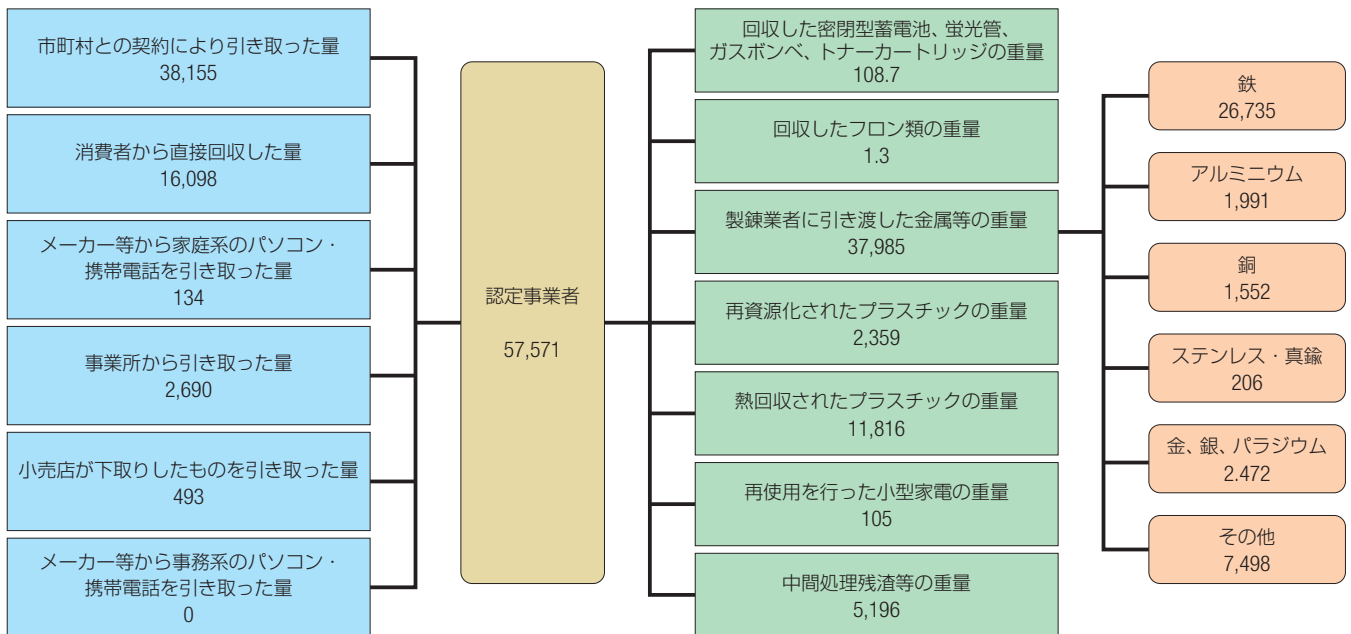 市町村との契約により引き取った量
38,155
消費者から直接回収した量
16,098
メーカー等から家庭系のパソコン・
携帯電話を引き取った量
134
事業所から引き取った量
2,690
小売店が下取りしたものを引き取った量
493
メーカー等から事務系のパソコン・
携帯電話を引き取った量
0
認定事業者
57,571
回収した密閉型蓄電池、蛍光管、
ガスボンベ、トナーカートリッジの重量
108.7
回収したフロン類の重量
1.3
製錬業者に引き渡した金属等の重量
37,985
再資源化されたプラスチックの重量
2,359
熱回収されたプラスチックの重量
11,816
再使用を行った小型家電の重量
105
中間処理残渣等の重量
5,196
鉄
26,735
アルミニウム
1,991
銅
1,552
ステンレス・真鍮
206
金、銀、パラジウム
2.472
その他
7,498